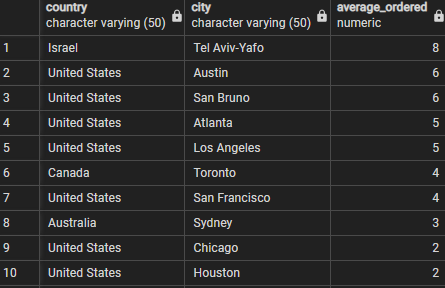 country city average_ordered
character varying (50) character varying (50) numeric
1 Israel Tel Aviv-Yafo 8
2 United States Austin 6
3 United States San Bruno 6
4 United States Atlanta 5
5 United States Los Angeles 5
6 Canada Toronto 4
7 United States San Francisco 4
8 Australia Sydney 3
9 United States Chicago 2
10 United States Houston 2